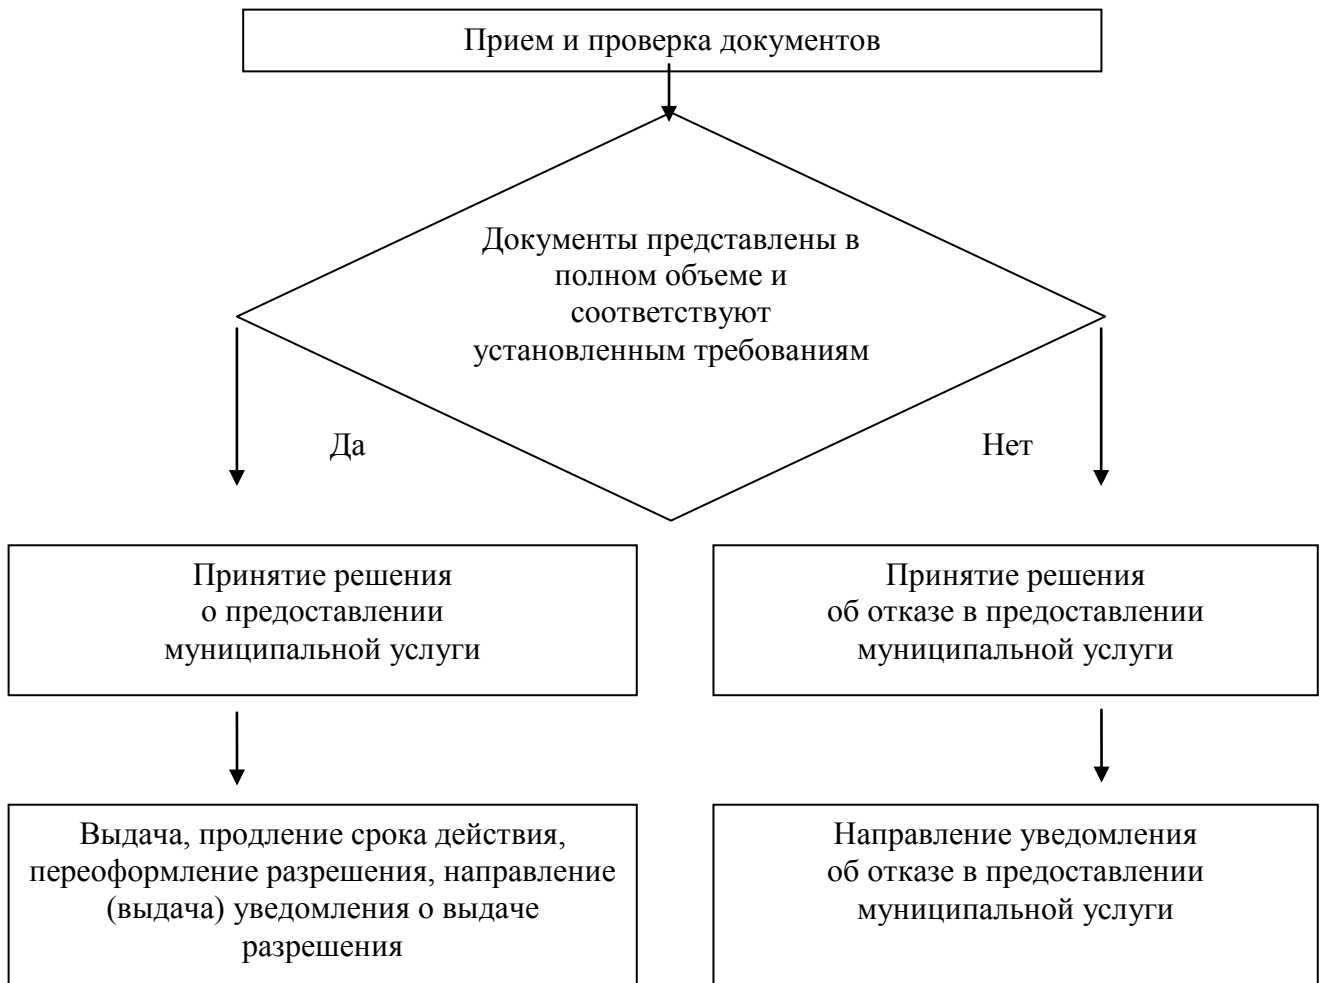 Прием и проверка документов
Документы представлены в
полном объеме и
соответствуют
установленным требованиям
Да
Нет
Принятие решения
о предоставлении
муниципальной услуги
Принятие решения
об отказе в предоставлении
муниципальной услуги
Выдача, продление срока действия,
переоформление разрешения, направление
(выдача) уведомления о выдаче
разрешения
Направление уведомления
об отказе в предоставлении
муниципальной услуги